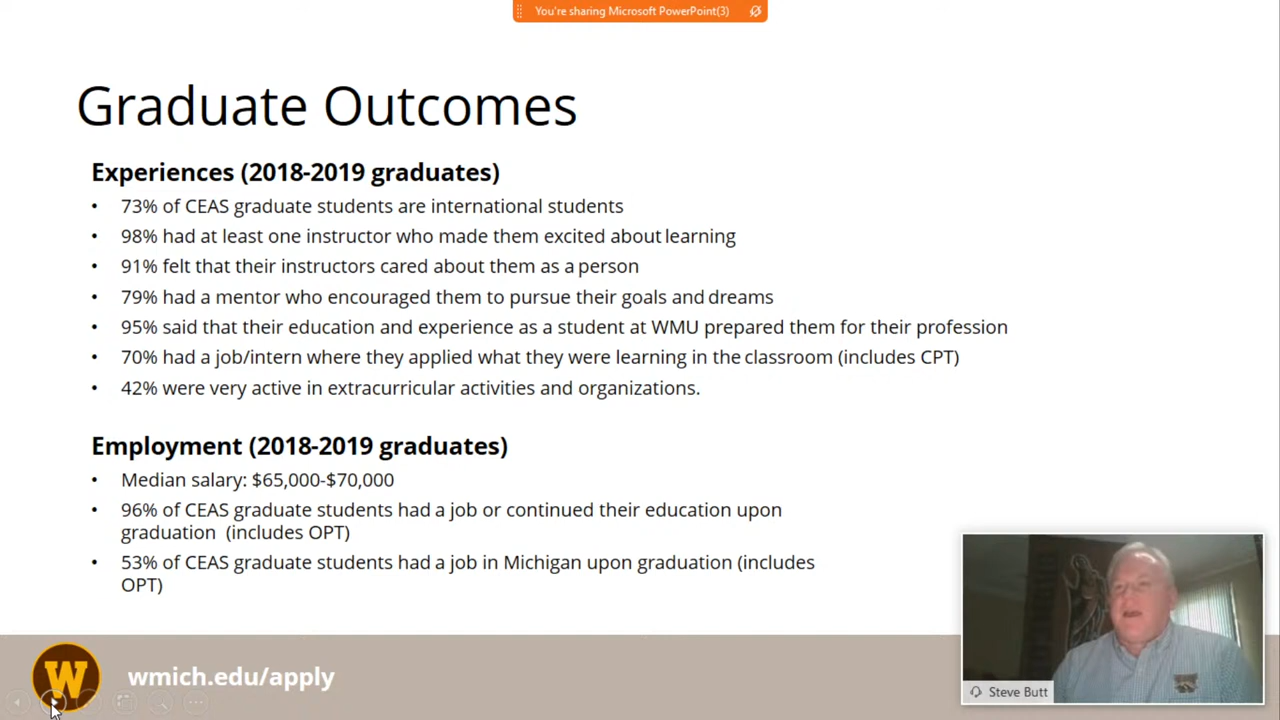 You're sharing Microsoft PowerPoint(3)
Graduate Outcomes
Experiences (2018-2019 graduates)
• 73% of CEAS graduate students are international students
• 98% had at least one instructor who made them excited about learning
• 91% felt that their instructors cared about them as a person
• 79% had a mentor who encouraged them to pursue their goals and dreams
• 95% said that their education and experience as a student at WMU prepared them for their profession
• 70% had a job/intern where they applied what they were learning in the classroom (includes CPT)
• 42% were very active in extracurricular activities and organizations.
Employment (2018-2019 graduates)
• Median salary: $65,000-$70,000
• 96% of CEAS graduate students had a job or continued their education upon
graduation (includes OPT)
• 53% of CEAS graduate students had a job in Michigan upon graduation (includes
OPT)
W
wmich.edu/apply
Steve Butt